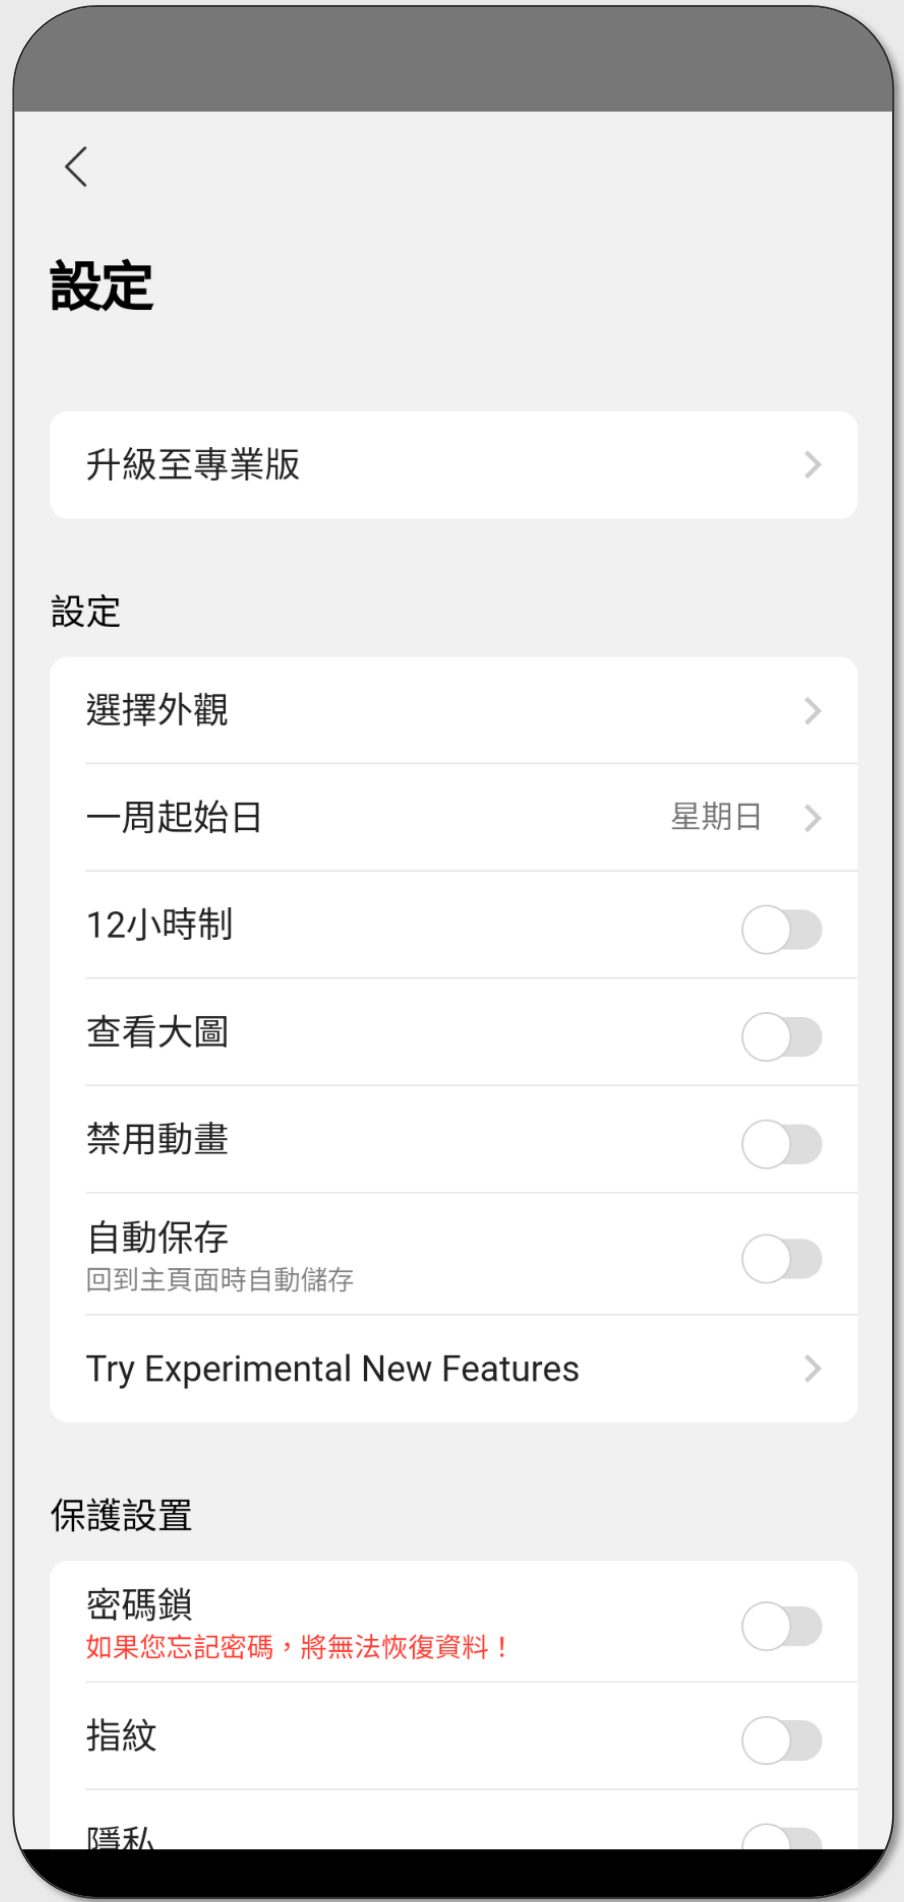 設定
升級至專業版
設定
選擇外觀
一周起始日 星期日
12小時制
查看大圖
禁用動畫
自動保存
回到主頁面時自動儲存
Try Experimental New Features
保護設置
密碼鎖
如果您忘記密碼，將無法恢復資料！
指紋
隱私